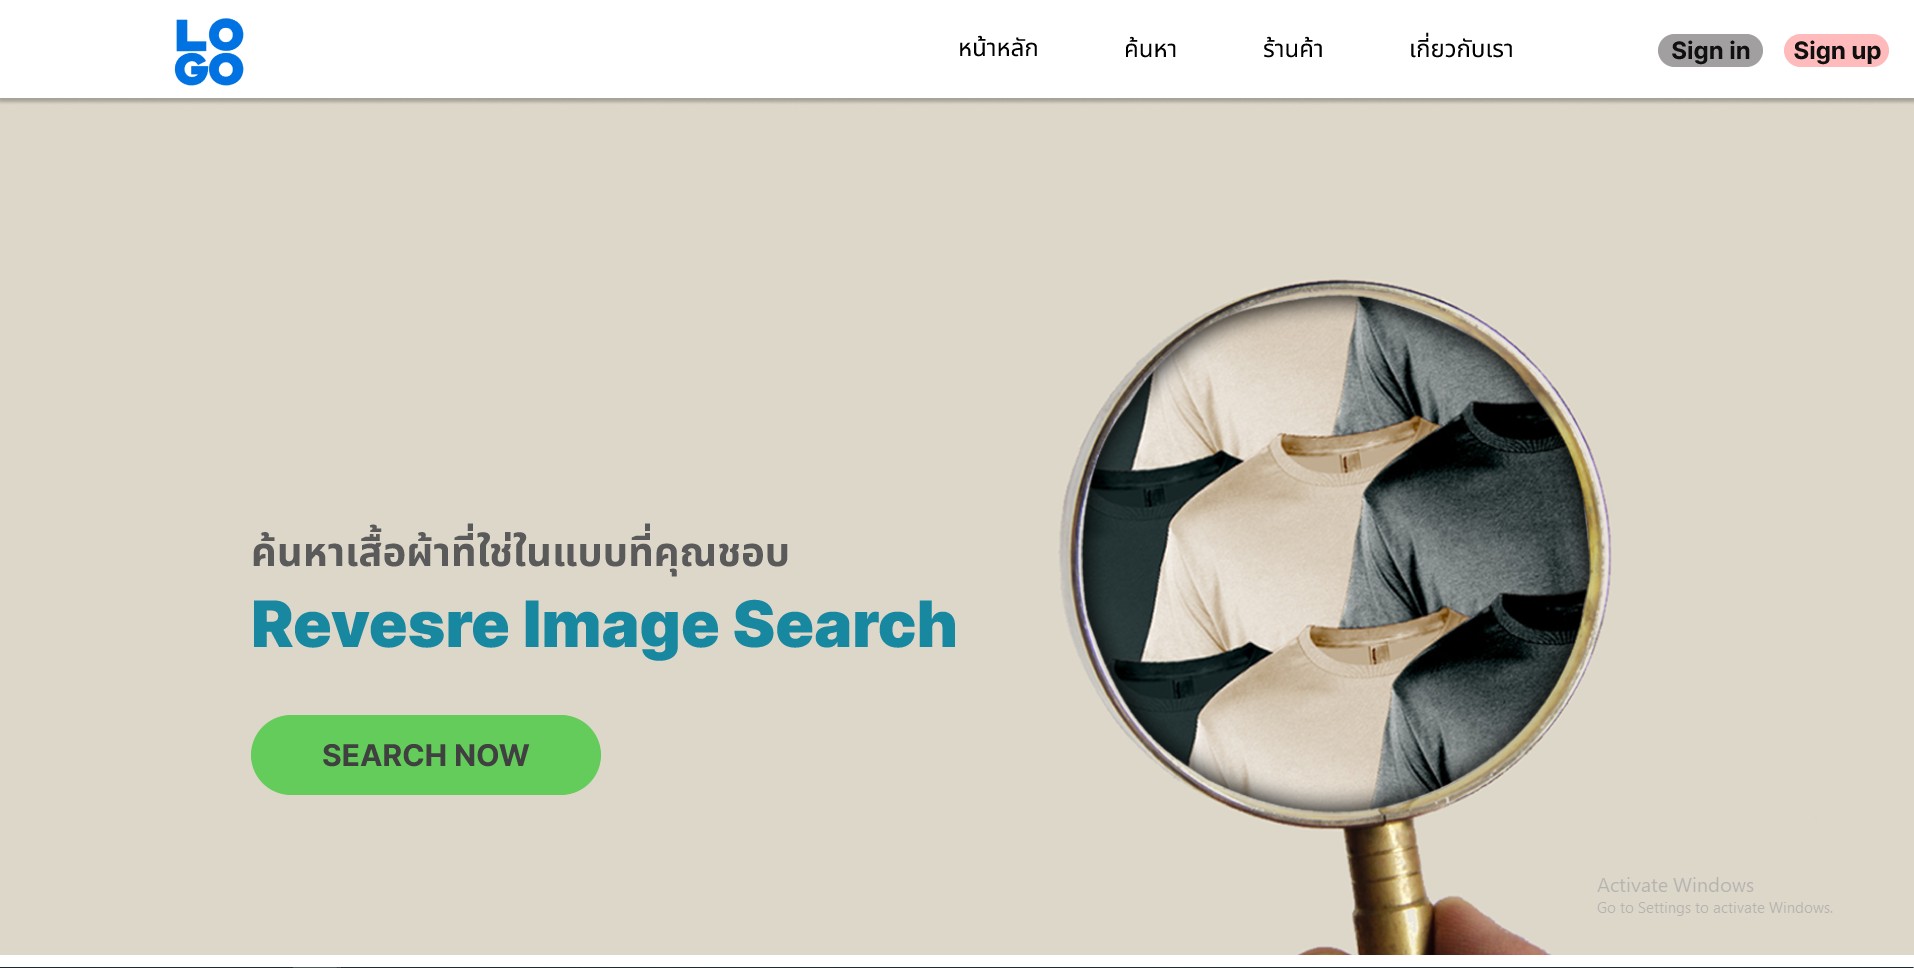 LO
GO
หน้าหลัก ค้นหา ร้านค้า เกี่ยวกับเรา Sign in Sign up
ค้นหาเสื้อผ้าที่ใช่ในแบบที่คุณชอบ
Revesre Image Search
SEARCH NOW
Activate Windows
Go to Settings to activate Windows.